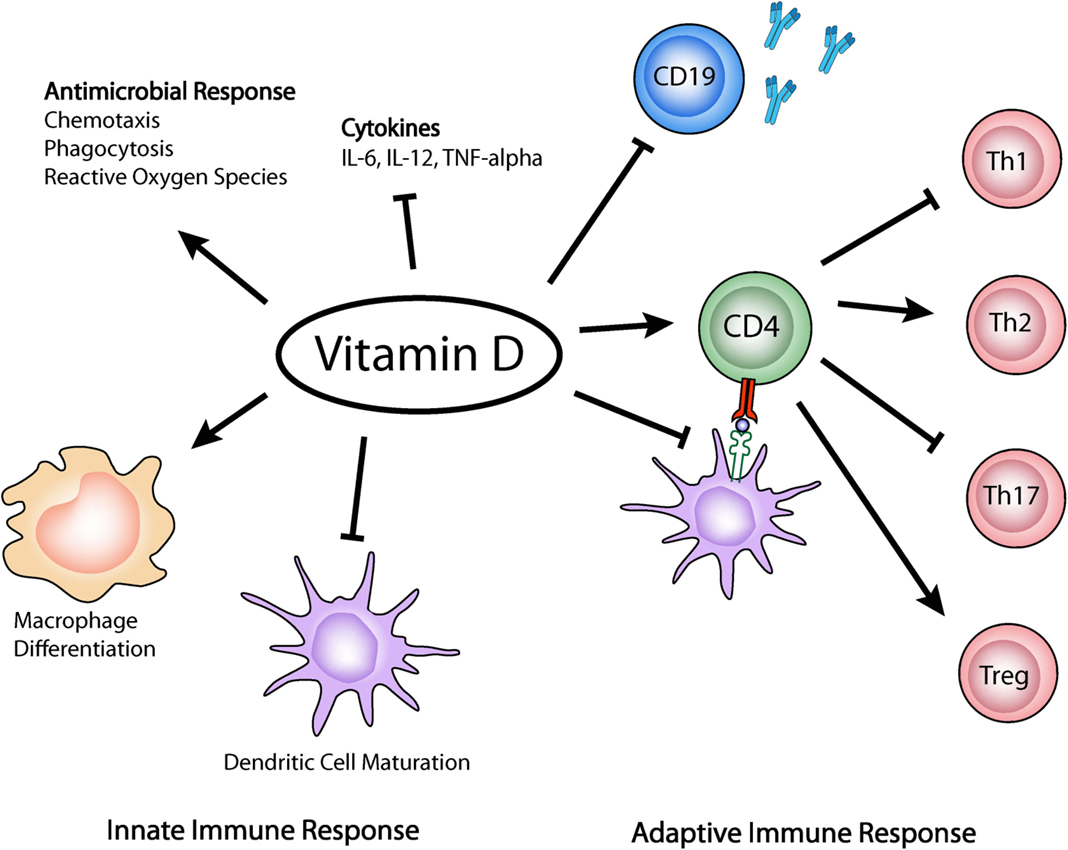 Antimicrobial Response
Chemotaxis
Phagocytosis
Reactive Oxygen Species
Cytokines
IL-6, IL-12, TNF-alpha
CD19
Th1
Vitamin D
CD4
Th2
Th17
Treg
Macrophage
Differentiation
Dendritic Cell Maturation
Innate Immune Response
Adaptive Immune Response